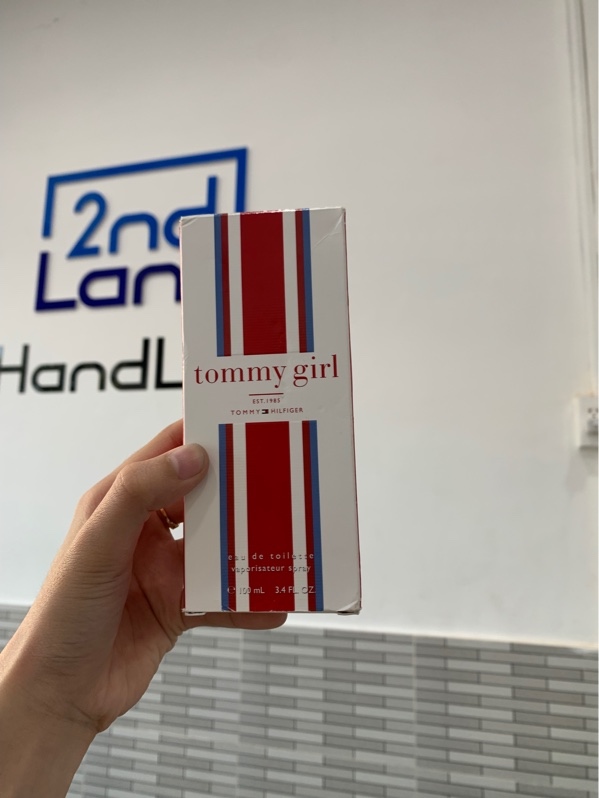 2nd
Lan
HandL
tommy girl
EST.1985
TOMMY HILFIGER
eau de toilette
vaporisateur spray
e 100 mL 3.4 FL. OZ.